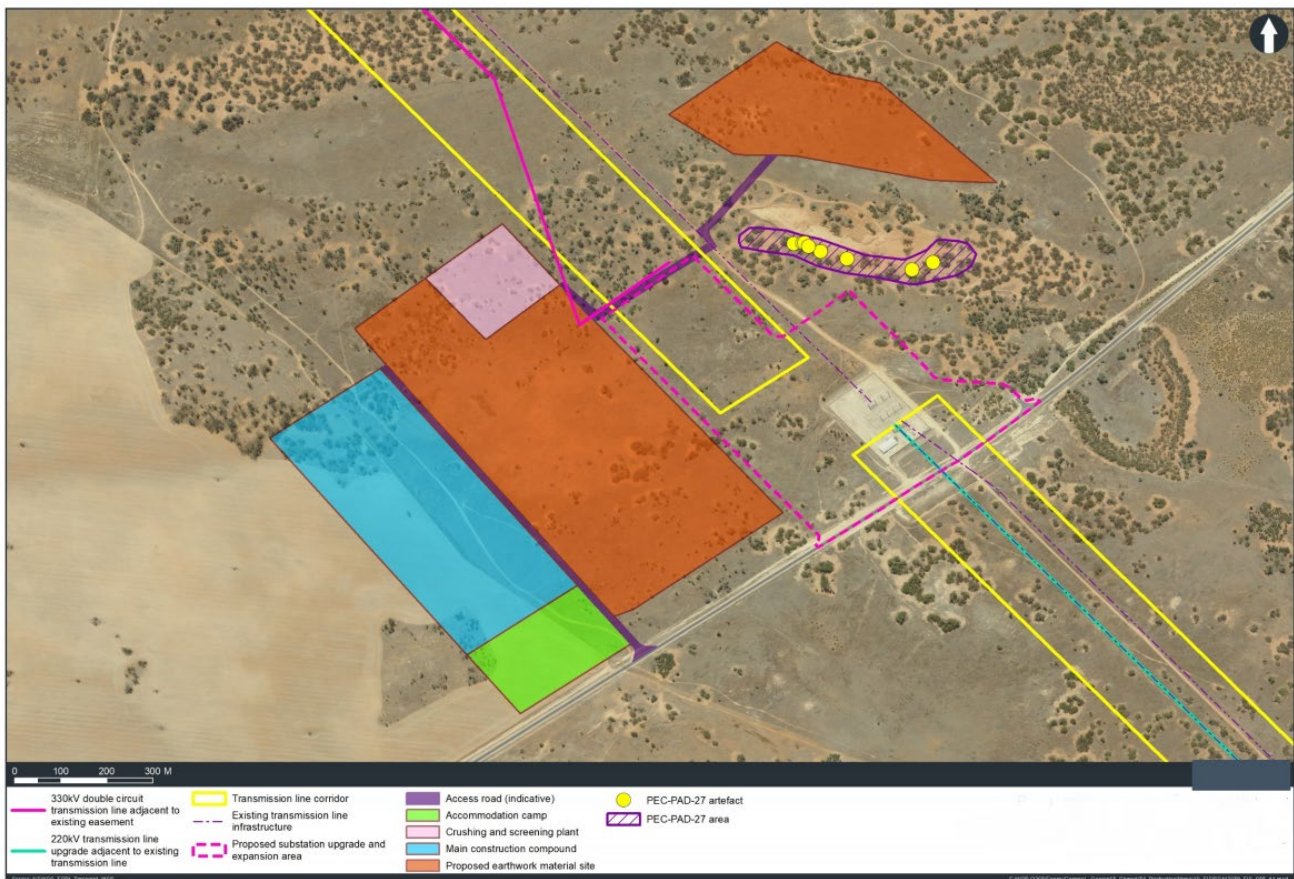 0 100 200 300 M
330kV double circuit
transmission line adjacent to
existing easement
220kV transmission line
upgrade adjacent to existing
transmission line
Transmission line corridor
Existing transmission line
infrastructure
Proposed substation upgrade and
expansion area
Access road (indicative)
Accommodation camp
Crushing and screening plant
Main construction compound
Proposed earthwork material site
PEC-PAD-27 artefact
PEC-PAD-27 area